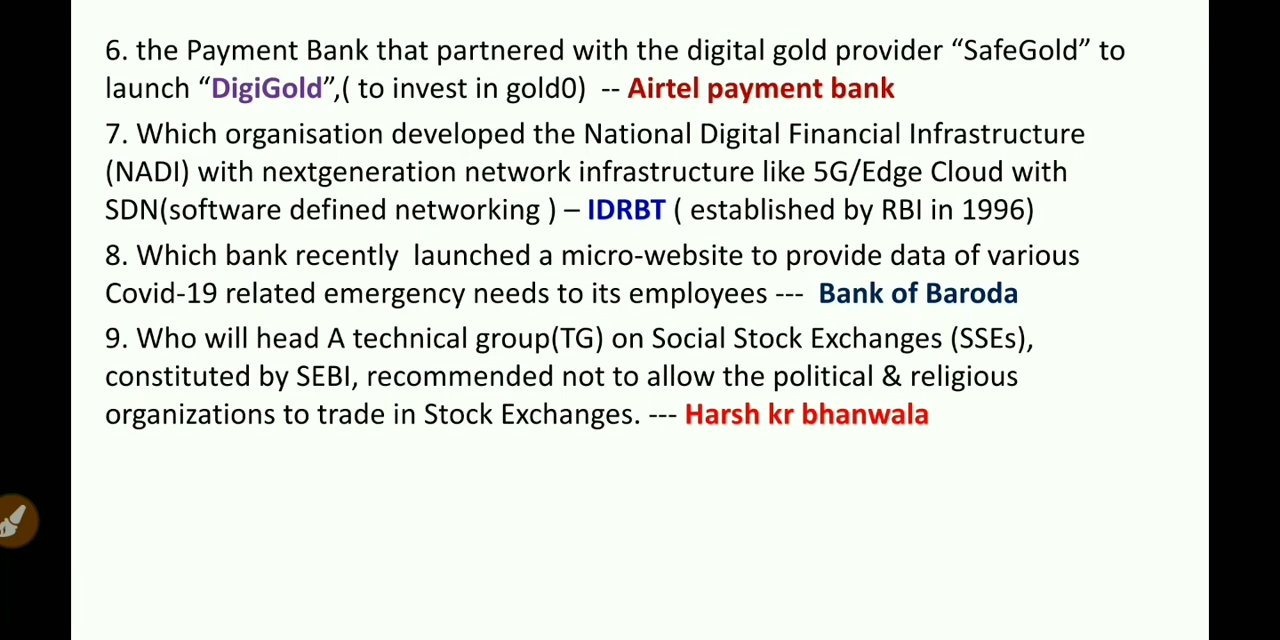 6. the Payment Bank that partnered with the digital gold provider “SafeGold” to
launch “DigiGold”,( to invest in gold0)  -- Airtel payment bank
7. Which organisation developed the National Digital Financial Infrastructure
(NADI) with nextgeneration network infrastructure like 5G/Edge Cloud with
SDN(software defined networking ) – IDRBT ( established by RBI in 1996)
8. Which bank recently  launched a micro-website to provide data of various
Covid-19 related emergency needs to its employees ---  Bank of Baroda
9. Who will head A technical group(TG) on Social Stock Exchanges (SSEs),
constituted by SEBI, recommended not to allow the political & religious
organizations to trade in Stock Exchanges. --- Harsh kr bhanwala